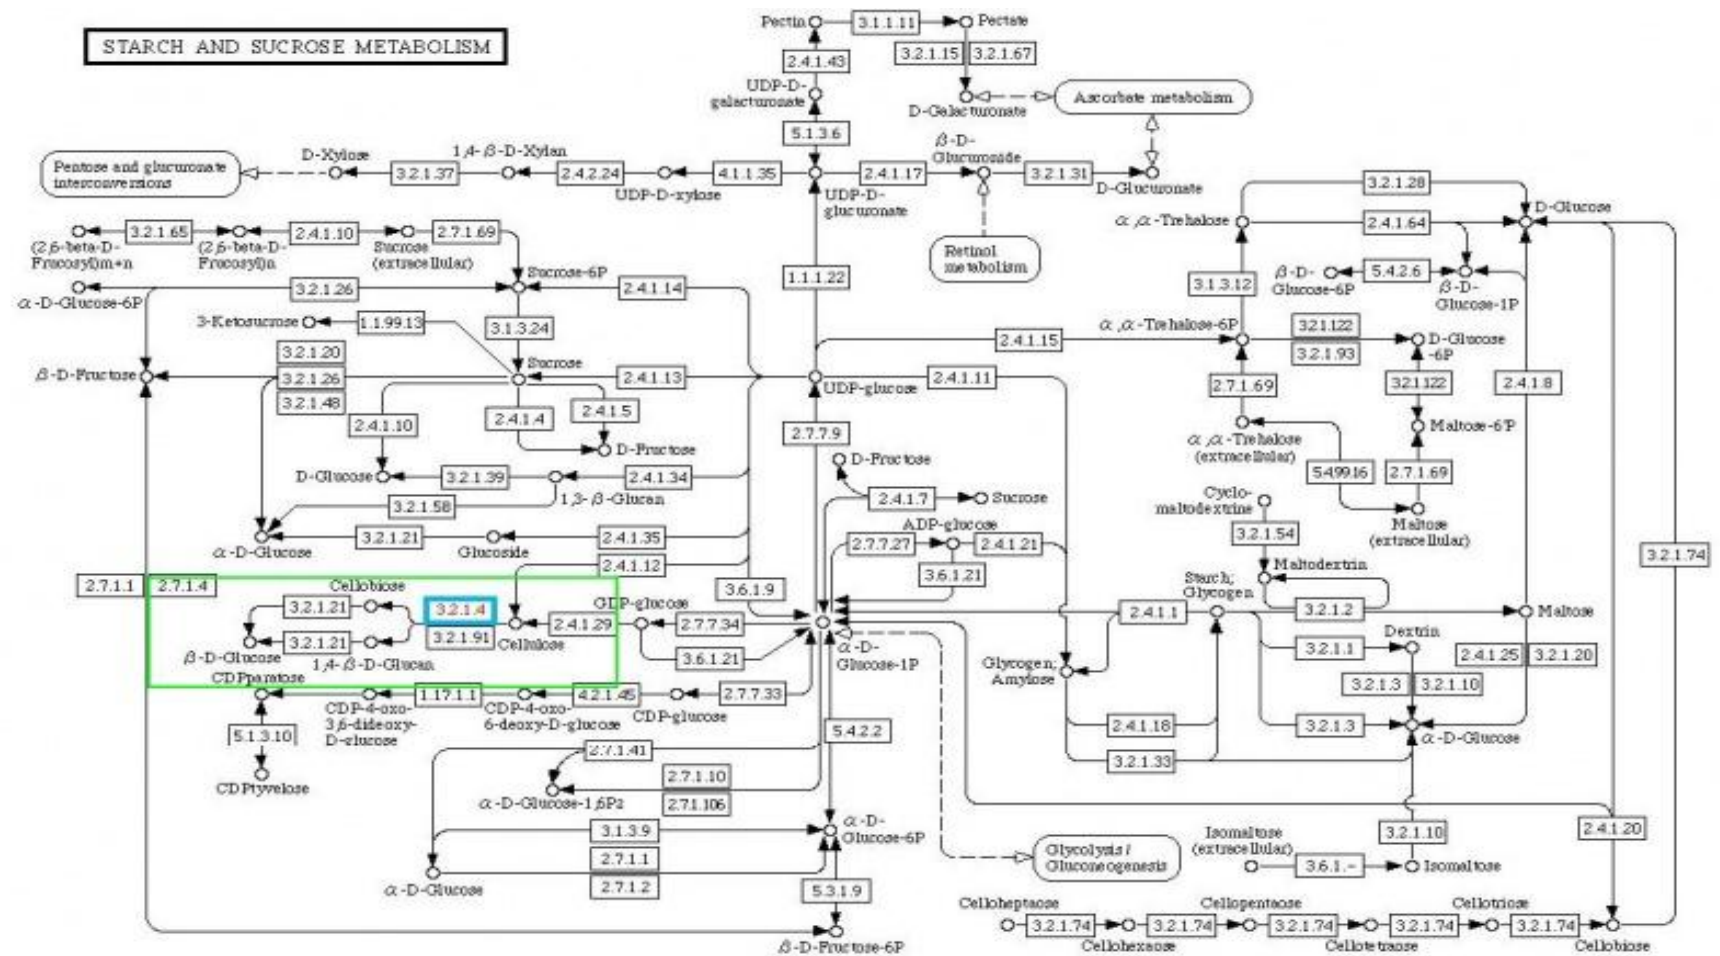 STARCH AND SUCROSE METABOLISM
Pectin
3.1.1.11
Pectate
2.4.1.43
3.2.1.15
3.2.1.67
UDP-D-
galacturonate
D-Galacturonate
Ascorbate metabolism
5.1.3.6
Pentose and glucuronate
interconversions
D-Xylose
3.2.1.37
1,4-β-D-Xylan
2.4.2.24
UDP-D-xylose
4.1.1.35
UDP-D-
glucuronate
2.4.1.17
β-D-
Glucuronide
3.2.1.31
D-Glucuronate
3.2.1.28
α,α-Trehalose
2.4.1.64
D-Glucose
(2,6-beta-D-
Frucosyl)m+n
3.2.1.65
(2,6-beta-D-
Frucosyl)n
2.4.1.10
Sucrose
(extracellular)
2.7.1.69
Retinol
metabolism
1.1.1.22
Sucrose-6P
α-D-Glucose-6P
3.2.1.26
2.4.1.14
3.1.3.12
β-D-
Glucose-6P
5.4.2.6
β-D-
Glucose-1P
3-Ketosucrose
1.1.99.13
3.1.3.24
2.4.1.15
α,α-Trehalose-6P
3.2.1.122
3.2.1.93
D-Glucose
-6P
3.2.1.20
3.2.1.26
3.2.1.48
β-D-Fructose
Sucrose
2.4.1.13
UDP-glucose
2.4.1.11
2.7.1.69
3.2.1.122
2.4.1.8
2.4.1.10
2.4.1.4
2.4.1.5
D-Fructose
2.7.7.9
α,α-Trehalose
(extracellular)
Maltose-6'P
D-Glucose
3.2.1.39
1,3-β-Glucan
2.4.1.34
D-Fructose
5.4.99.16
2.7.1.69
3.2.1.58
2.4.1.7
Sucrose
Cyclo-
maltodextrine
Maltose
(extracellular)
α-D-Glucose
3.2.1.21
Glucoside
2.4.1.35
ADP-glucose
2.7.7.27
2.4.1.21
3.2.1.54
3.2.1.74
2.4.1.12
3.6.1.21
Maltodextrin
2.7.1.1
2.7.1.4
Cellobiose
3.2.1.21
3.2.1.4
3.6.1.9
Starch;
Glycogen
3.2.1.2
Maltose
GDP-glucose
2.4.1.29
2.7.7.34
2.4.1.1
3.2.1.21
3.2.1.91
Cellulose
β-D-Glucose
1,4-β-D-Glucan
3.6.1.21
α-D-
Glucose-1P
Glycogen;
Amylose
3.2.1.1
Dextrin
2.4.1.25
3.2.1.20
3.2.1.3
3.2.1.10
CDPparatose
1.17.1.1
4.2.1.45
2.7.7.33
CDP-4-oxo-
3,6-dideoxy-
D-glucose
CDP-4-oxo-
6-deoxy-D-glucose
CDP-glucose
5.4.2.2
2.4.1.18
3.2.1.3
α-D-Glucose
5.1.3.10
2.7.1.41
3.2.1.33
CDPtyvelose
2.7.1.10
2.7.1.106
α-D-Glucose-1,6P2
3.1.3.9
α-D-
Glucose-6P
Isomaltose
(extracellular)
3.2.1.10
2.4.1.20
2.7.1.1
2.7.1.2
α-D-Glucose
Glycolysis /
Gluconeogenesis
3.6.1.-
Isomaltose
5.3.1.9
β-D-Fructose-6P
Celloheptaose
3.2.1.74
Cellohexaose
3.2.1.74
Cellopentaose
3.2.1.74
Cellotetraose
3.2.1.74
Cellotriose
3.2.1.74
Cellobiose